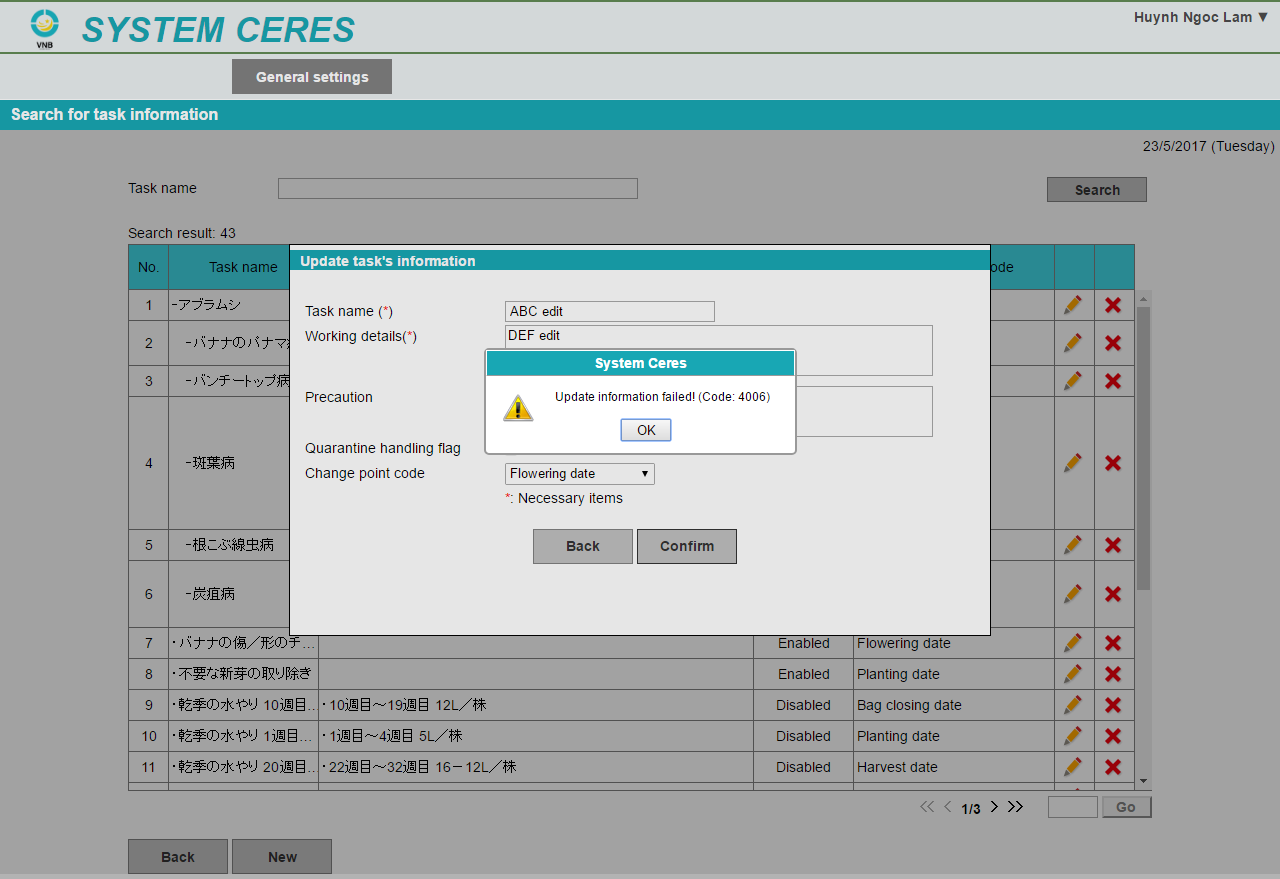 VNB
SYSTEM CERES
Huynh Ngoc Lam ▼
General settings
Search for task information
23/5/2017 (Tuesday)
Task name
Search
Search result: 43
No. Task name
1 -アブラムシ
2 -バナナのバナマ
3 -バンチートップ病
4 -斑葉病
5 -根こぶ線虫病
6 -炭疽病
Update task's information
Task name (*) ABC edit
Working details(*) DEF edit
Precaution
Quarantine handling flag
Change point code Flowering date
*: Necessary items
Back Confirm
System Ceres
Update information failed! (Code: 4006)
OK
7 ・バナナの傷／形のチ... Enabled Flowering date
8 ・不要な新芽の取り除き Enabled Planting date
9 ・乾季の水やり 10週目... ・10週目～19週目 12L／株 Disabled Bag closing date
10 ・乾季の水やり 1週目... ・1週目～4週目 5L／株 Disabled Planting date
11 ・乾季の水やり 20週目... ・22週目～32週目 16－12L／株 Disabled Harvest date
1/3 Go
Back New